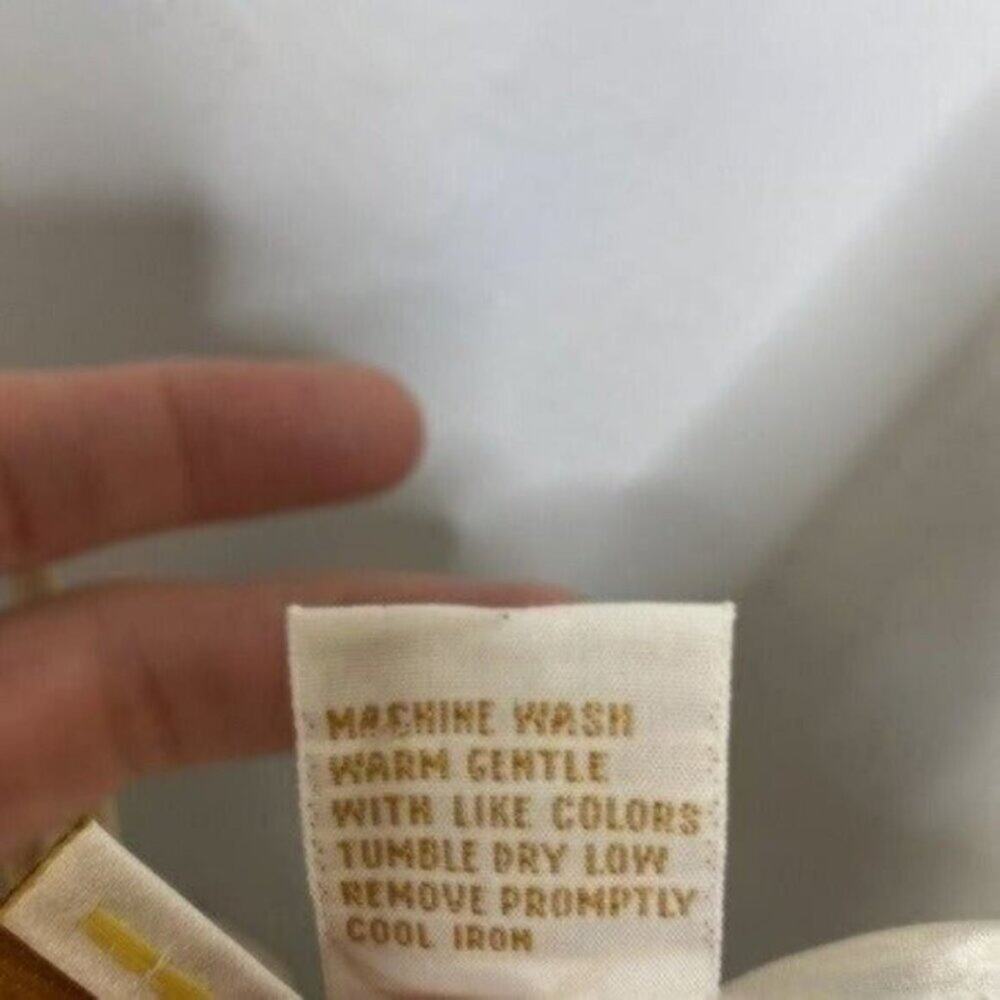 MACHINE WASH
WARM GENTLE
WITH LIKE COLORS
TUMBLE DRY LOW
REMOVE PROMPTLY
COOL IRON